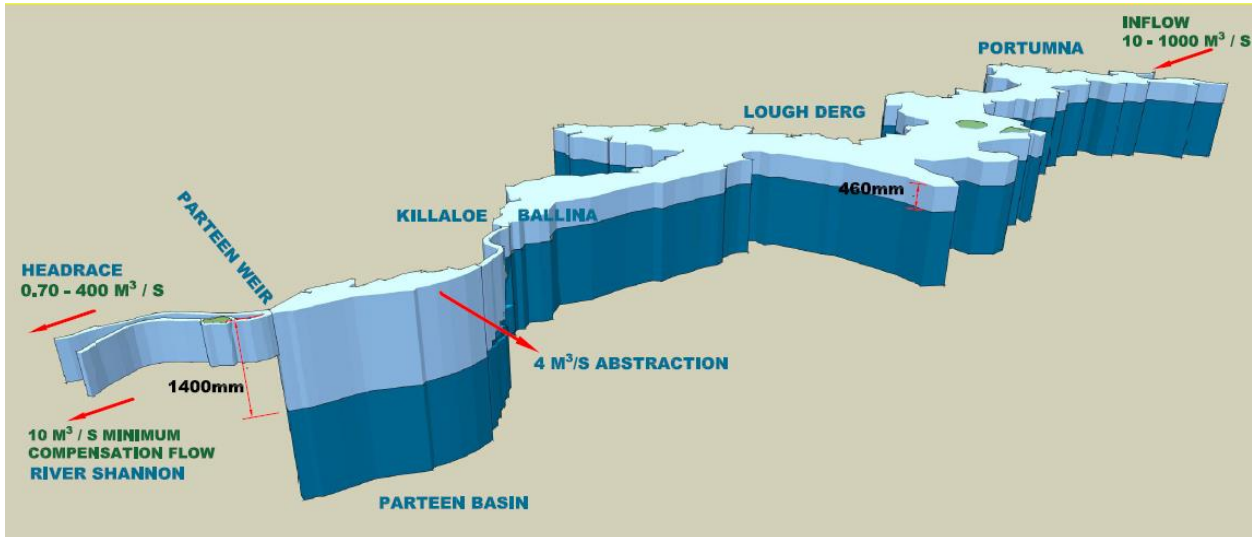 INFLOW
10 - 1000 M³ / S
PORTUMNA
LOUGH DERG
460mm
KILLALOE BALLINA
PARTEEN WEIR
HEADRACE
0.70 - 400 M³ / S
4 M³/S ABSTRACTION
1400mm
10 M³ / S MINIMUM
COMPENSATION FLOW
RIVER SHANNON
PARTEEN BASIN